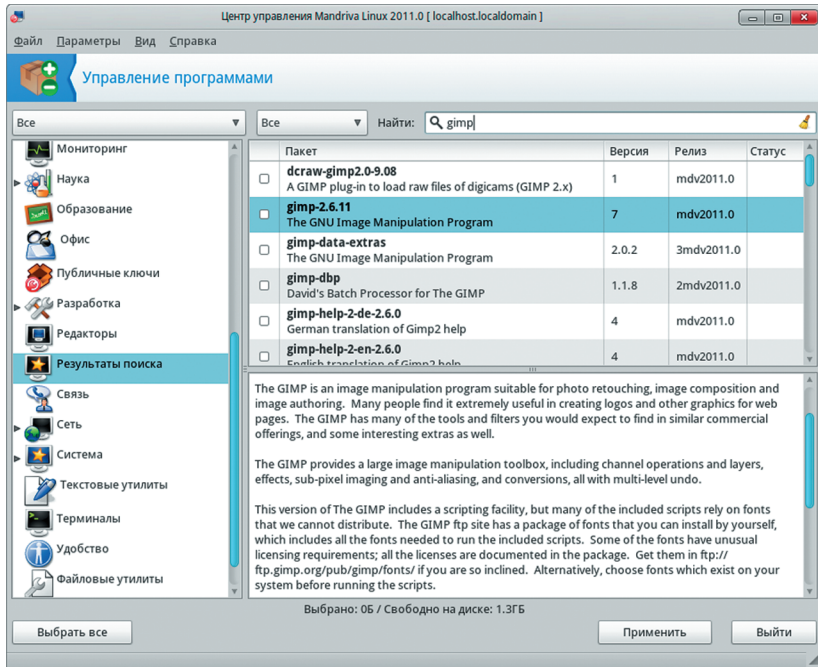 Центр управления Mandriva Linux 2011.0 [ localhost.localdomain ]
Файл Параметры Вид Справка
Управление программами
Все
Все
Найти: gimp
Мониторинг
Наука
Образование
Офис
Публичные ключи
Разработка
Редакторы
Результаты поиска
Связь
Сеть
Система
Текстовые утилиты
Терминалы
Удобство
Файловые утилиты
Пакет Версия Релиз Статус
dcraw-gimp2.0-9.08
A GIMP plug-in to load raw files of digicams (GIMP 2.x) 1 mdv2011.0
gimp-2.6.11
The GNU Image Manipulation Program 7 mdv2011.0
gimp-data-extras
The GNU Image Manipulation Program 2.0.2 3mdv2011.0
gimp-dbp
David's Batch Processor for The GIMP 1.1.8 2mdv2011.0
gimp-help-2-de-2.6.0
German translation of Gimp2 help 4 mdv2011.0
gimp-help-2-en-2.6.0
English translation of Gimp2 help 4 mdv2011.0
The GIMP is an image manipulation program suitable for photo retouching, image composition and
image authoring. Many people find it extremely useful in creating logos and other graphics for web
pages. The GIMP has many of the tools and filters you would expect to find in similar commercial
offerings, and some interesting extras as well.
The GIMP provides a large image manipulation toolbox, including channel operations and layers,
effects, sub-pixel imaging and anti-aliasing, and conversions, all with multi-level undo.
This version of The GIMP includes a scripting facility, but many of the included scripts rely on fonts
that we cannot distribute. The GIMP ftp site has a package of fonts that you can install by yourself,
which includes all the fonts needed to run the included scripts. Some of the fonts have unusual
licensing requirements; all the licenses are documented in the package. Get them in ftp://
ftp.gimp.org/pub/gimp/fonts/ if you are so inclined. Alternatively, choose fonts which exist on your
system before running the scripts.
Выбрано: 0Б / Свободно на диске: 1.3ГБ
Выбрать все Применить Выйти